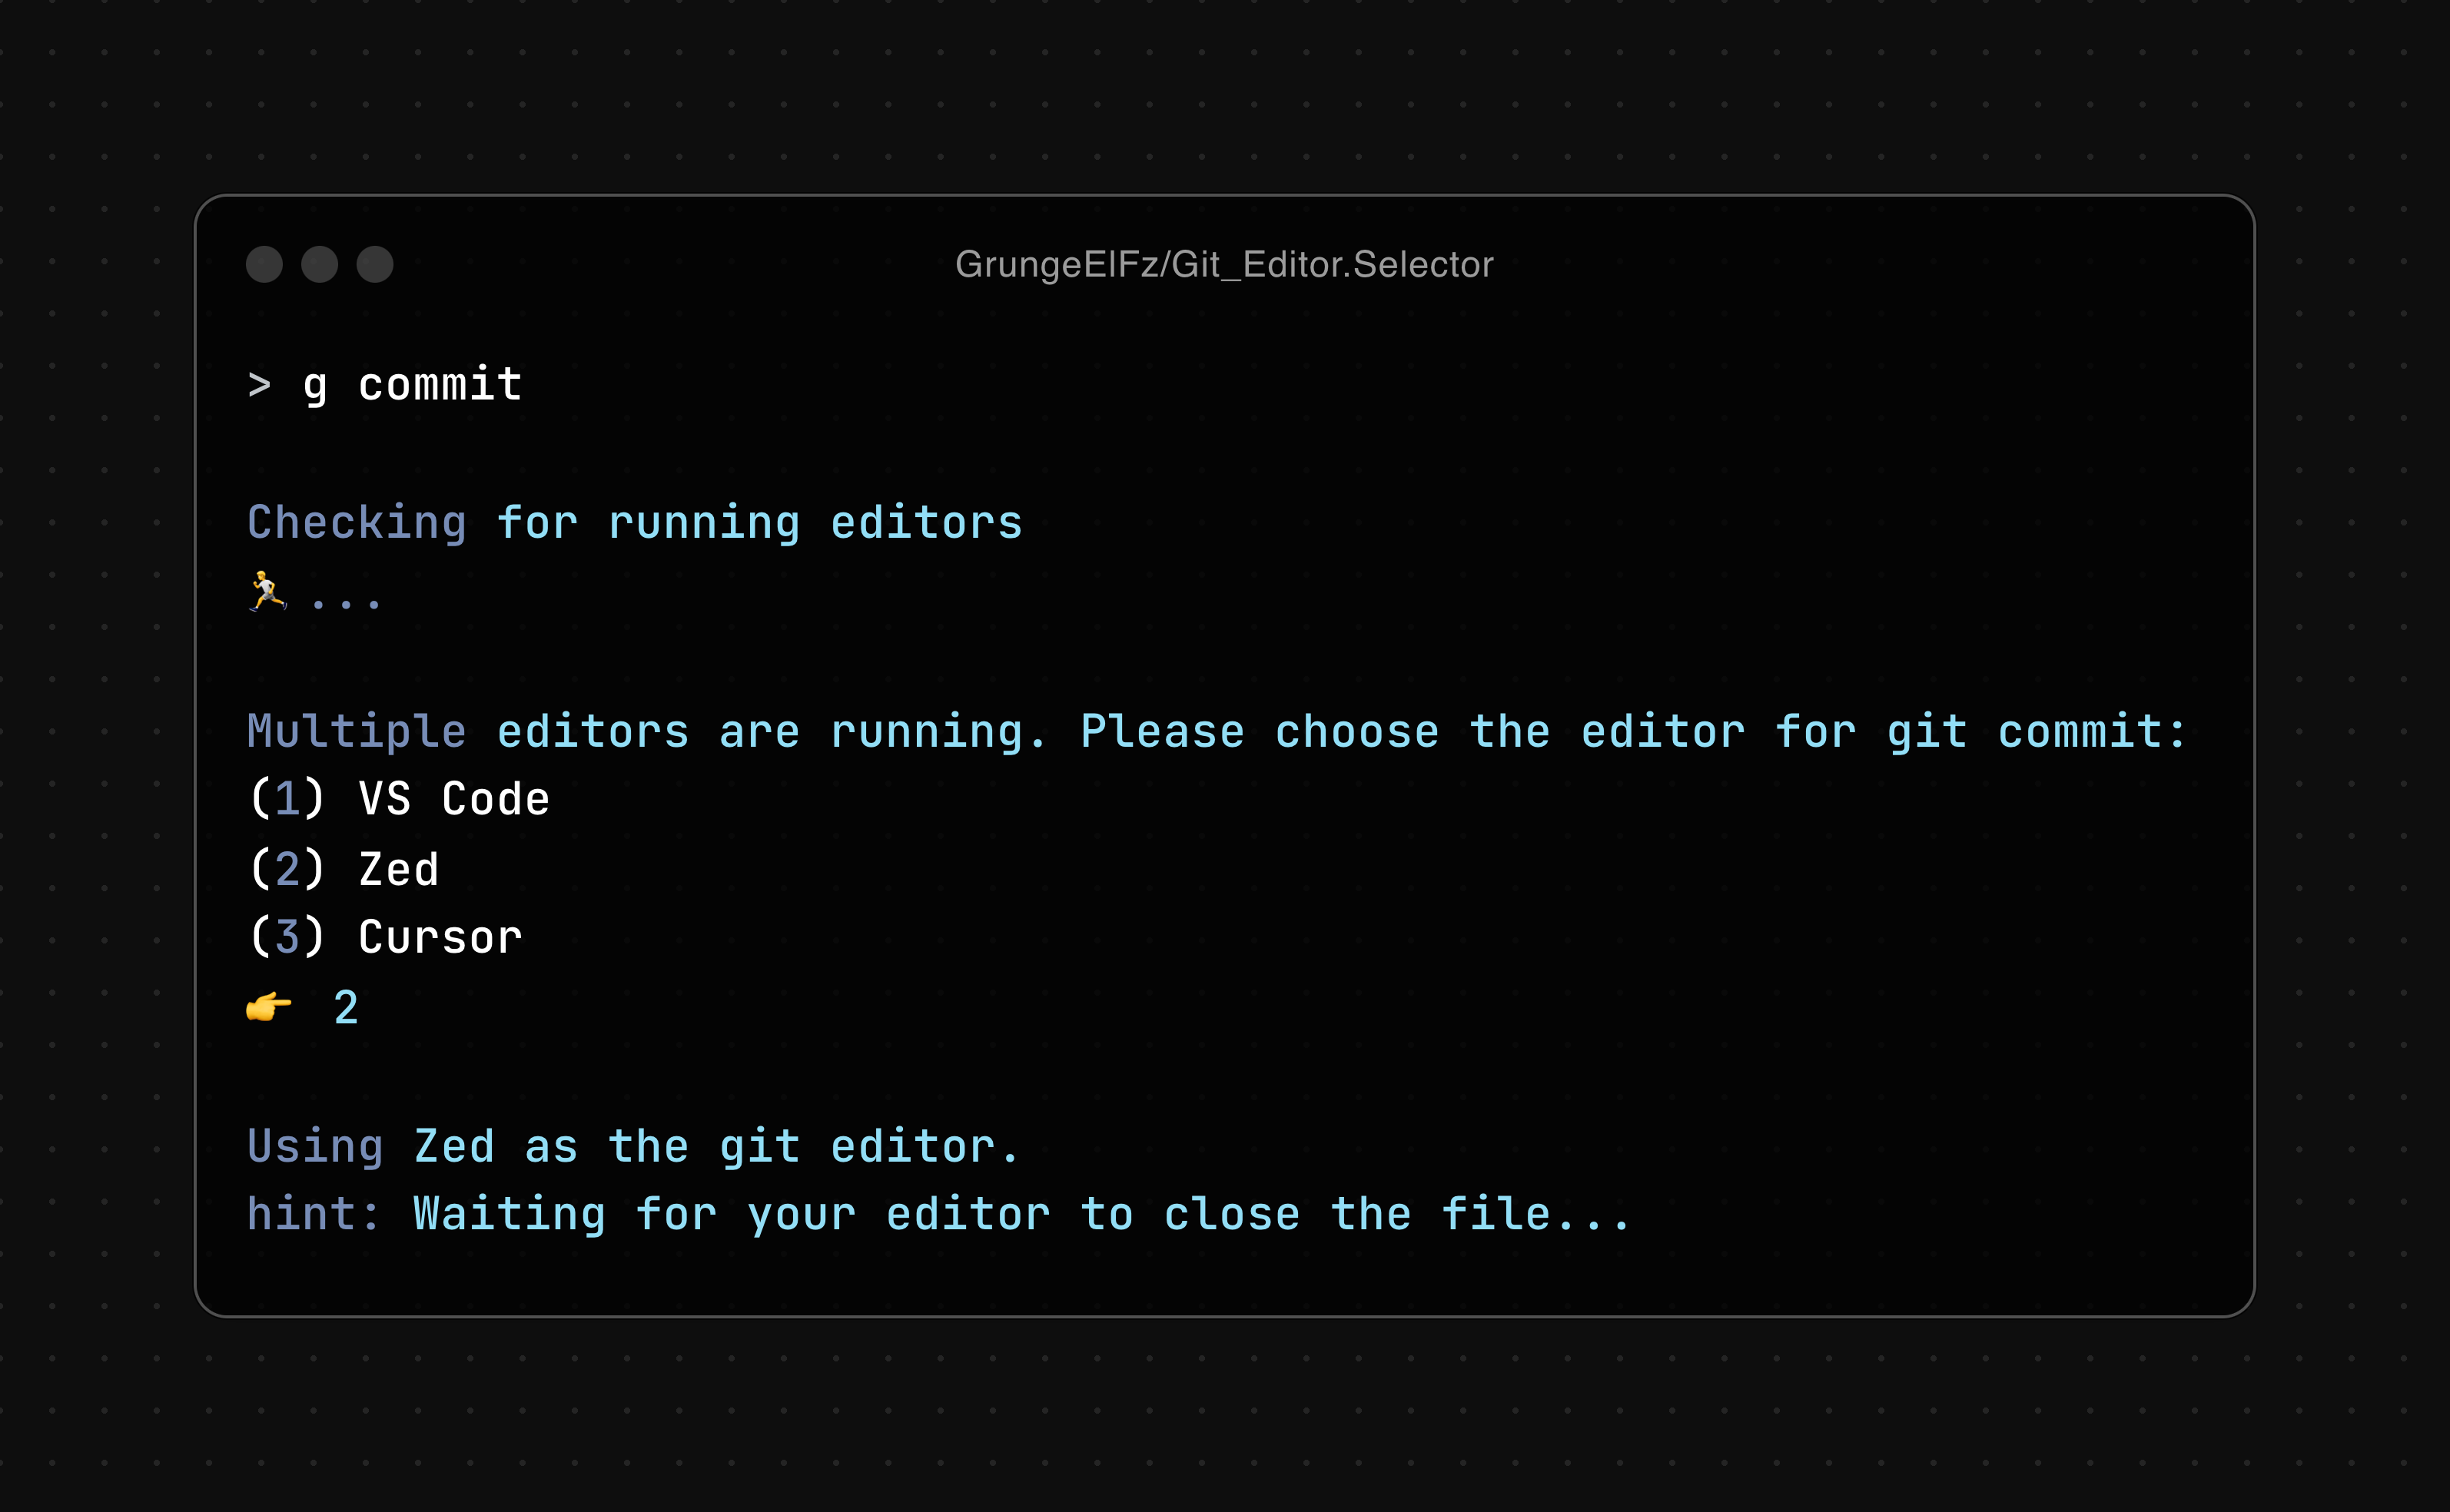 GrungeElFz/Git_Editor.Selector
> g commit
Checking for running editors
🏃 ...
Multiple editors are running. Please choose the editor for git commit:
(1) VS Code
(2) Zed
(3) Cursor
👉 2
Using Zed as the git editor.
hint: Waiting for your editor to close the file...